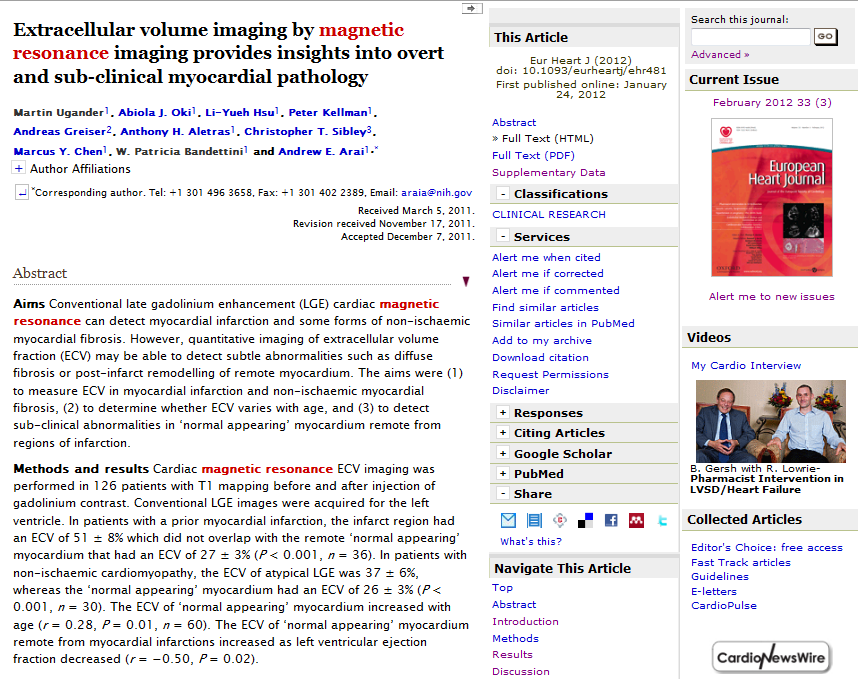 Extracellular volume imaging by magnetic
resonance imaging provides insights into overt
and sub-clinical myocardial pathology
Martin Ugander1, Abiola J. Oki1, Li-Yueh Hsu1, Peter Kellman1,
Andreas Greiser2, Anthony H. Aletras1, Christopher T. Sibley3,
Marcus Y. Chen1, W. Patricia Bandettini1 and Andrew E. Arai1,*
+ Author Affiliations
*Corresponding author. Tel: +1 301 496 3658, Fax: +1 301 402 2389, Email: araia@nih.gov
Received March 5, 2011.
Revision received November 17, 2011.
Accepted December 7, 2011.
Abstract
Aims Conventional late gadolinium enhancement (LGE) cardiac magnetic
resonance can detect myocardial infarction and some forms of non-ischaemic
myocardial fibrosis. However, quantitative imaging of extracellular volume
fraction (ECV) may be able to detect subtle abnormalities such as diffuse
fibrosis or post-infarct remodelling of remote myocardium. The aims were (1)
to measure ECV in myocardial infarction and non-ischaemic myocardial
fibrosis, (2) to determine whether ECV varies with age, and (3) to detect
sub-clinical abnormalities in ‘normal appearing’ myocardium remote from
regions of infarction.
Methods and results Cardiac magnetic resonance ECV imaging was
performed in 126 patients with T1 mapping before and after injection of
gadolinium contrast. Conventional LGE images were acquired for the left
ventricle. In patients with a prior myocardial infarction, the infarct region had
an ECV of 51 ± 8% which did not overlap with the remote ‘normal appearing’
myocardium that had an ECV of 27 ± 3% (P < 0.001, n = 36). In patients with
non-ischaemic cardiomyopathy, the ECV of atypical LGE was 37 ± 6%,
whereas the ‘normal appearing’ myocardium had an ECV of 26 ± 3% (P <
0.001, n = 30). The ECV of ‘normal appearing’ myocardium increased with
age (r = 0.28, P = 0.01, n = 60). The ECV of ‘normal appearing’ myocardium
remote from myocardial infarctions increased as left ventricular ejection
fraction decreased (r = −0.50, P = 0.02).
This Article
Eur Heart J (2012)
doi: 10.1093/eurheartj/ehr481
First published online: January
24, 2012
Abstract
» Full Text (HTML)
Full Text (PDF)
Supplementary Data
- Classifications
CLINICAL RESEARCH
- Services
Alert me when cited
Alert me if corrected
Alert me if commented
Find similar articles
Similar articles in PubMed
Add to my archive
Download citation
Request Permissions
Disclaimer
+ Responses
+ Citing Articles
+ Google Scholar
+ PubMed
- Share
What's this?
Navigate This Article
Top
Abstract
Introduction
Methods
Results
Discussion
Search this journal:
GO
Advanced »
Current Issue
February 2012 33 (3)
European
Heart Journal
Alert me to new issues
Videos
My Cardio Interview
B. Gersh with R. Lowrie-
Pharmacist Intervention in
LVSD/Heart Failure
Collected Articles
Editor's Choice: free access
Fast Track articles
Guidelines
E-letters
CardioPulse
CardioNewsWire